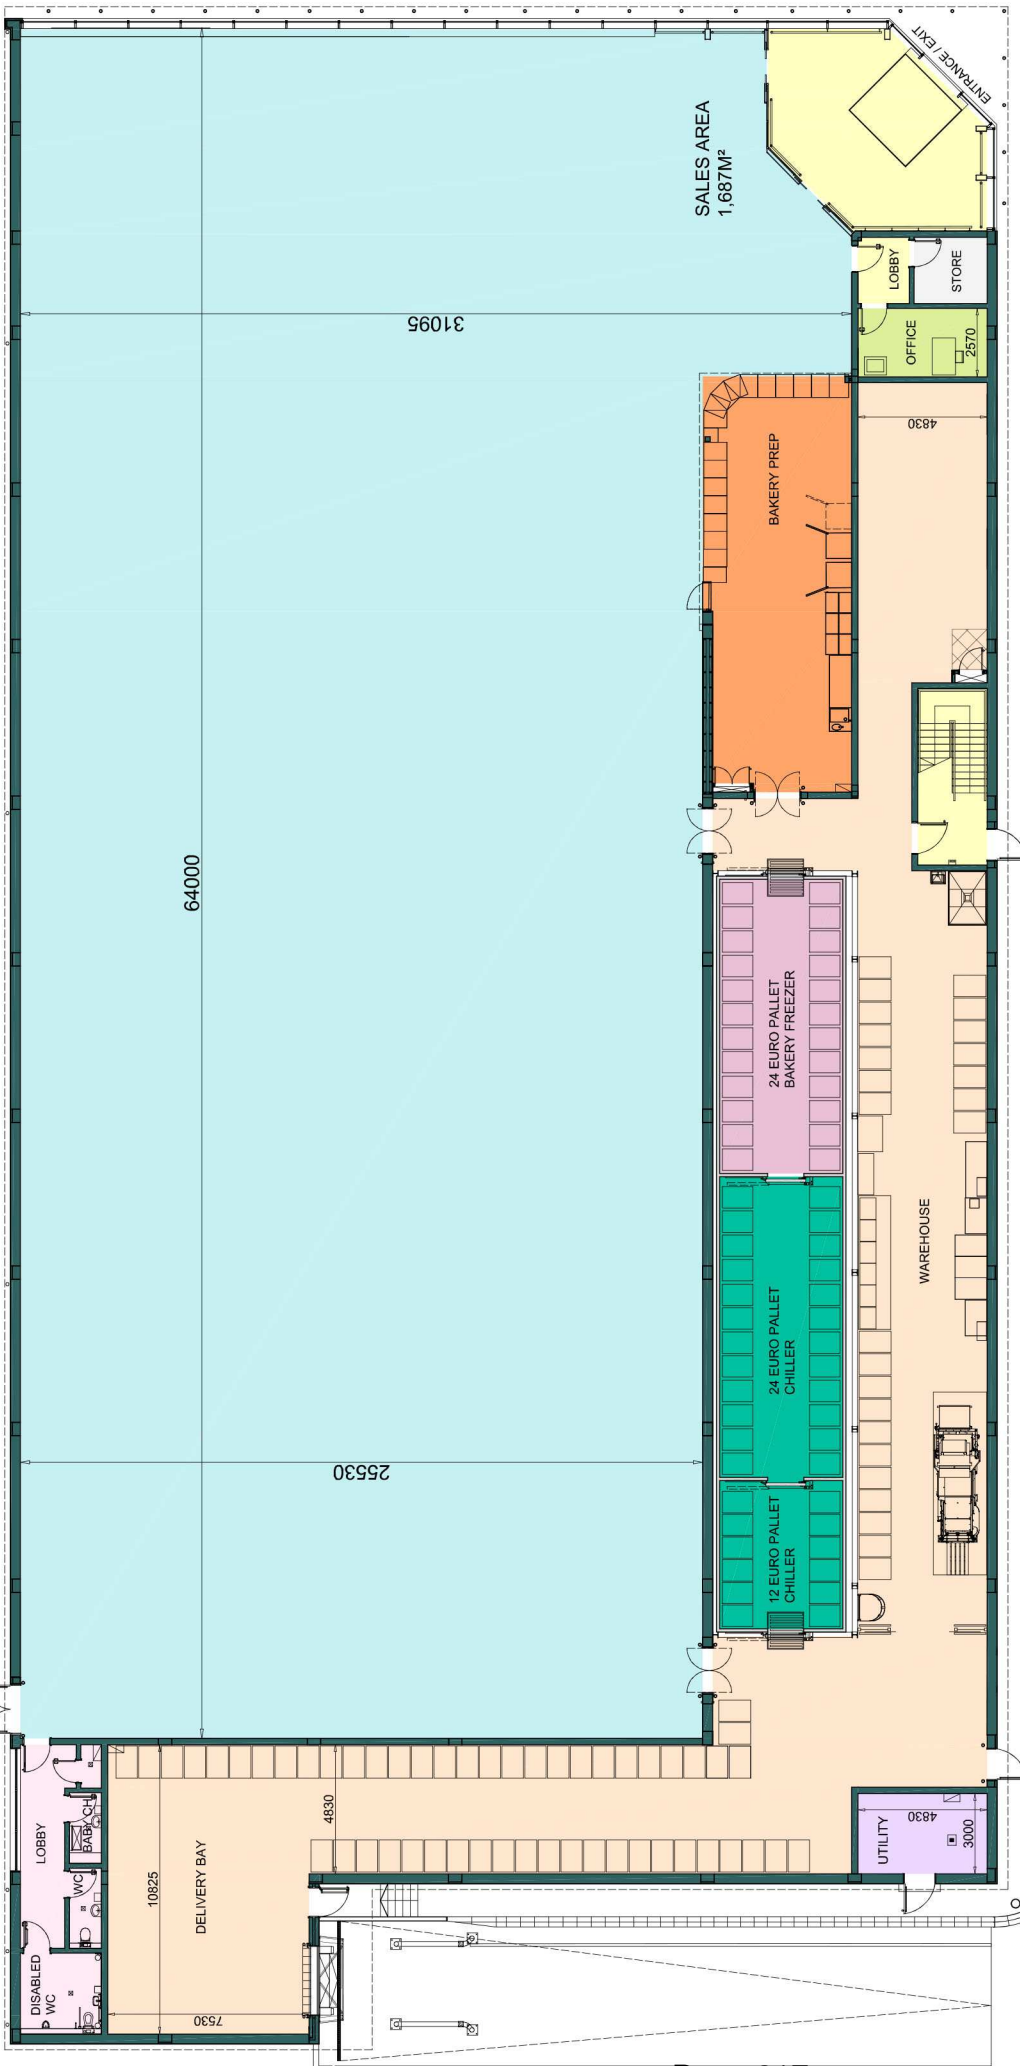 ENTRANCE / EXIT
SALES AREA
1,687M²
LOBBY
STORE
OFFICE
2570
31095
4830
BAKERY PREP
64000
24 EURO PALLET
BAKERY FREEZER
WAREHOUSE
24 EURO PALLET
CHILLER
25530
12 EURO PALLET
CHILLER
LOBBY
BABY CH.
WC
DISABLED
WC
10825
DELIVERY BAY
7530
4830
UTILITY
4830
3000